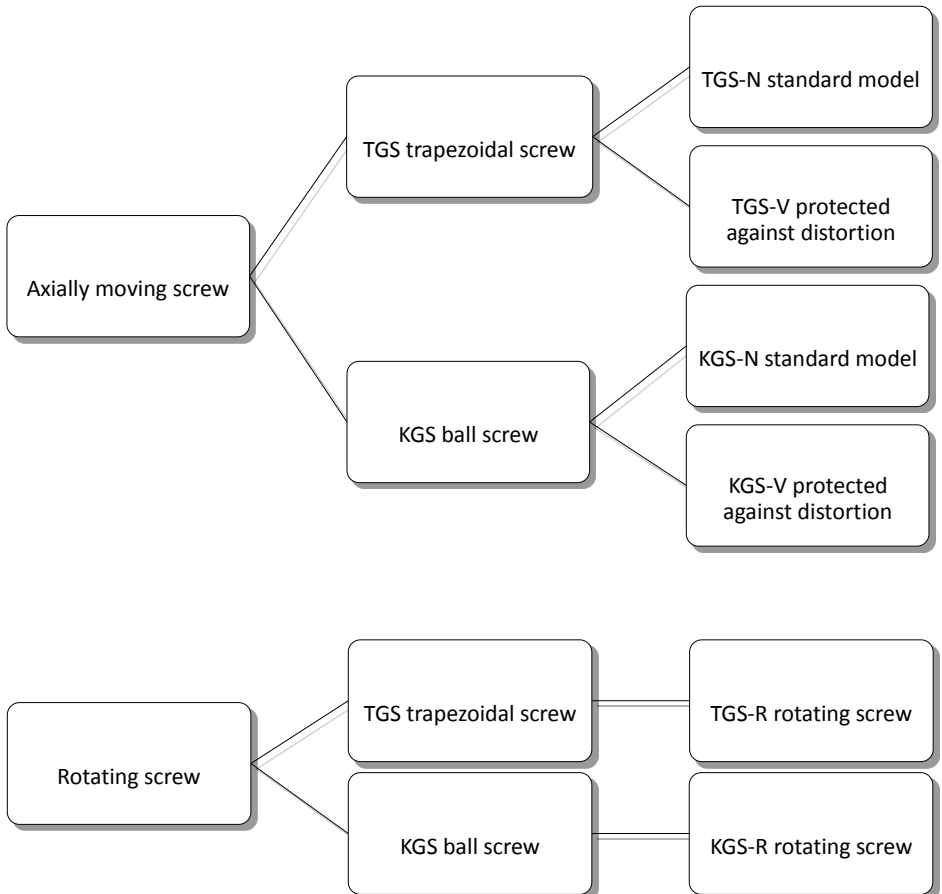 TGS-N standard model
TGS trapezoidal screw
TGS-V protected
against distortion
Axially moving screw
KGS-N standard model
KGS ball screw
KGS-V protected
against distortion
TGS trapezoidal screw
TGS-R rotating screw
Rotating screw
KGS ball screw
KGS-R rotating screw